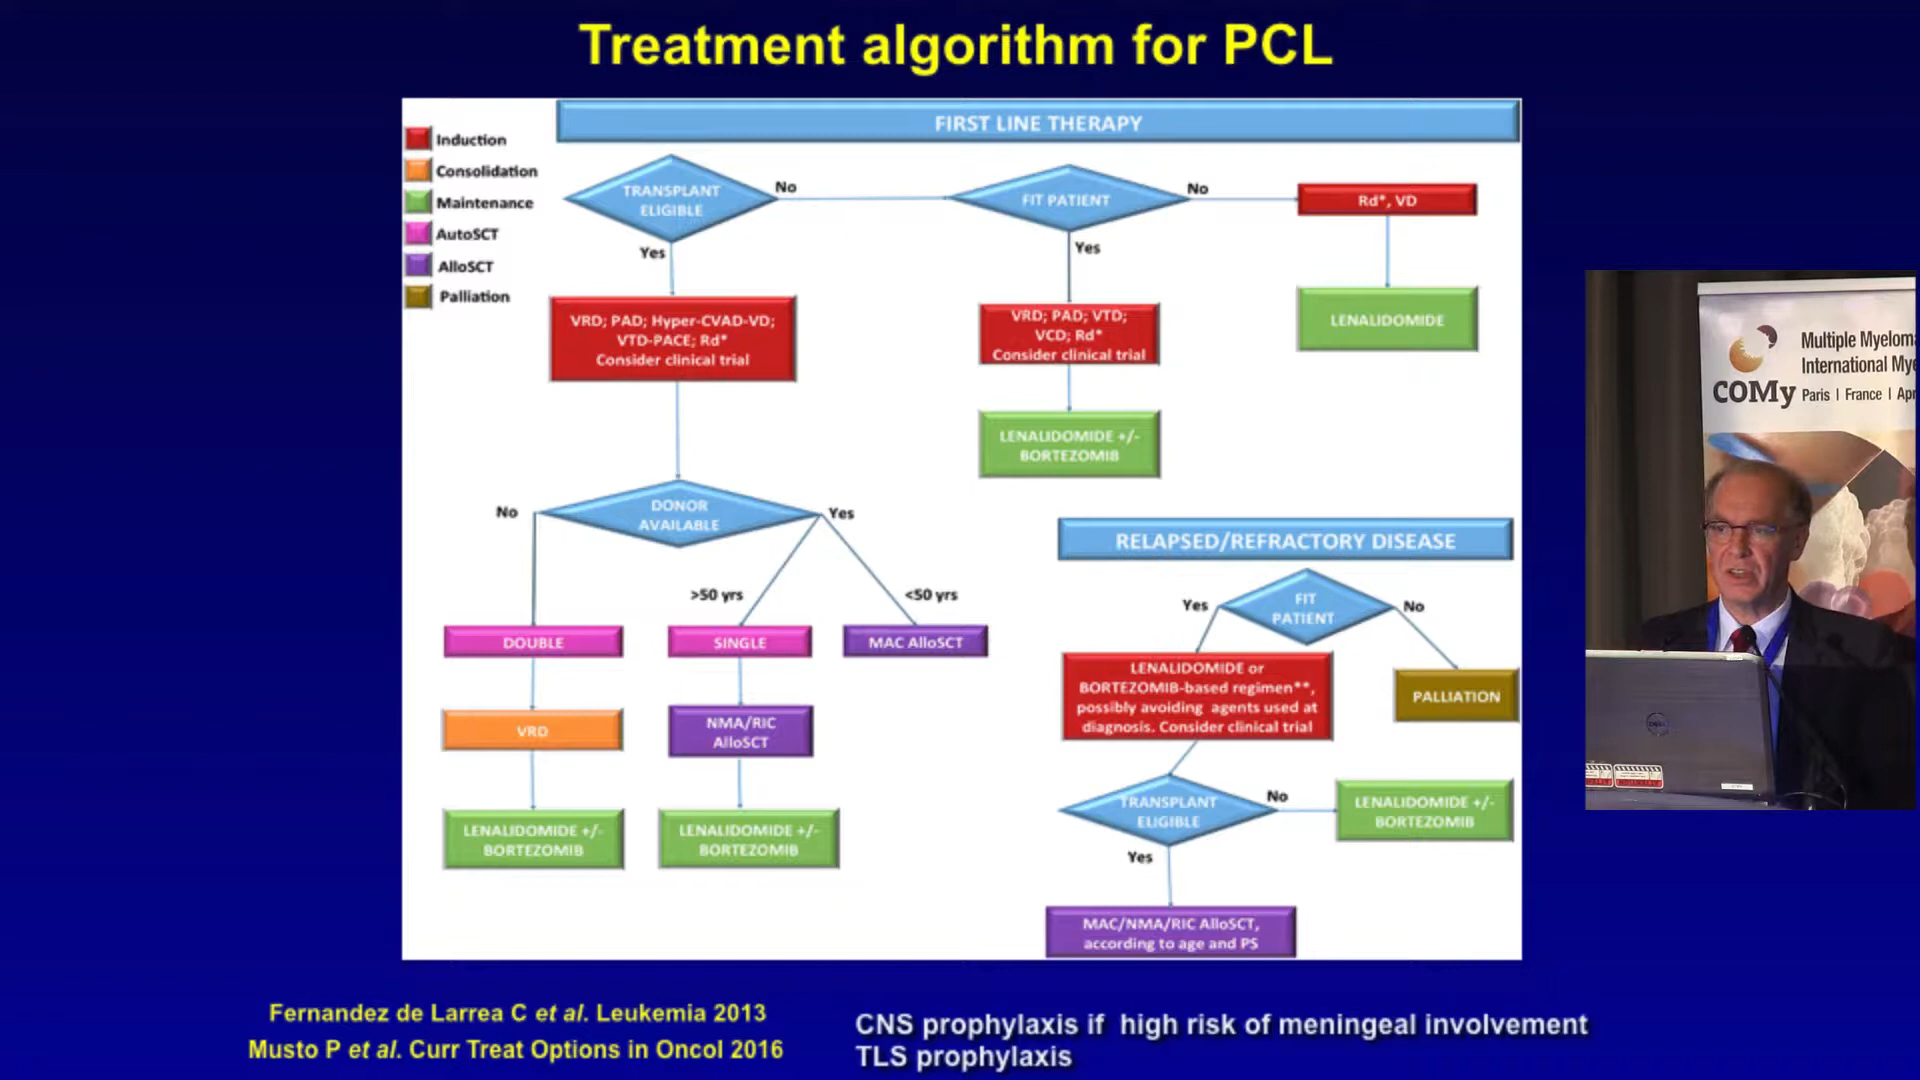 Treatment algorithm for PCL
FIRST LINE THERAPY
Induction
Consolidation
Maintenance
AutoSCT
AlloSCT
Palliation
TRANSPLANT
ELIGIBLE
No
Yes
FIT PATIENT
No
Yes
Rd*, VD
LENALIDOMIDE
VRD; PAD; Hyper-CVAD-VD;
VTD-PACE; Rd*
Consider clinical trial
VRD; PAD; VTD;
VCD; Rd*
Consider clinical trial
LENALIDOMIDE +/-
BORTEZOMIB
DONOR
AVAILABLE
No
Yes
>50 yrs
<50 yrs
DOUBLE
SINGLE
MAC AlloSCT
VRD
NMA/RIC
AlloSCT
LENALIDOMIDE +/-
BORTEZOMIB
LENALIDOMIDE +/-
BORTEZOMIB
RELAPSED/REFRACTORY DISEASE
FIT
PATIENT
Yes
No
LENALIDOMIDE or
BORTEZOMIB-based regimen**,
possibly avoiding agents used at
diagnosis. Consider clinical trial
PALLIATION
TRANSPLANT
ELIGIBLE
No
Yes
LENALIDOMIDE +/-
BORTEZOMIB
MAC/NMA/RIC AlloSCT,
according to age and PS
Fernandez de Larrea C et al. Leukemia 2013
Musto P et al. Curr Treat Options in Oncol 2016
CNS prophylaxis if high risk of meningeal involvement
TLS prophylaxis
COMy
Multiple Myelom
International Mye
Paris | France | Apr
DELL